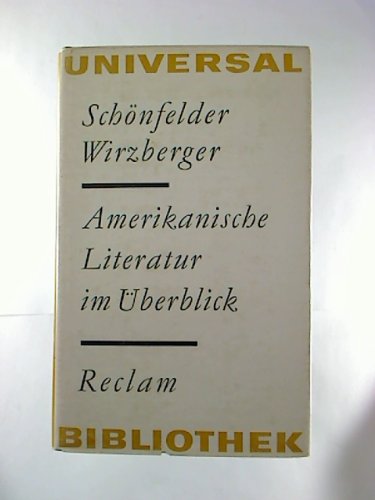 UNIVERSAL
Schönfelder
Wirzberger
Amerikanische
Literatur
im Überblick
Reclam
BIBLIOTHEK